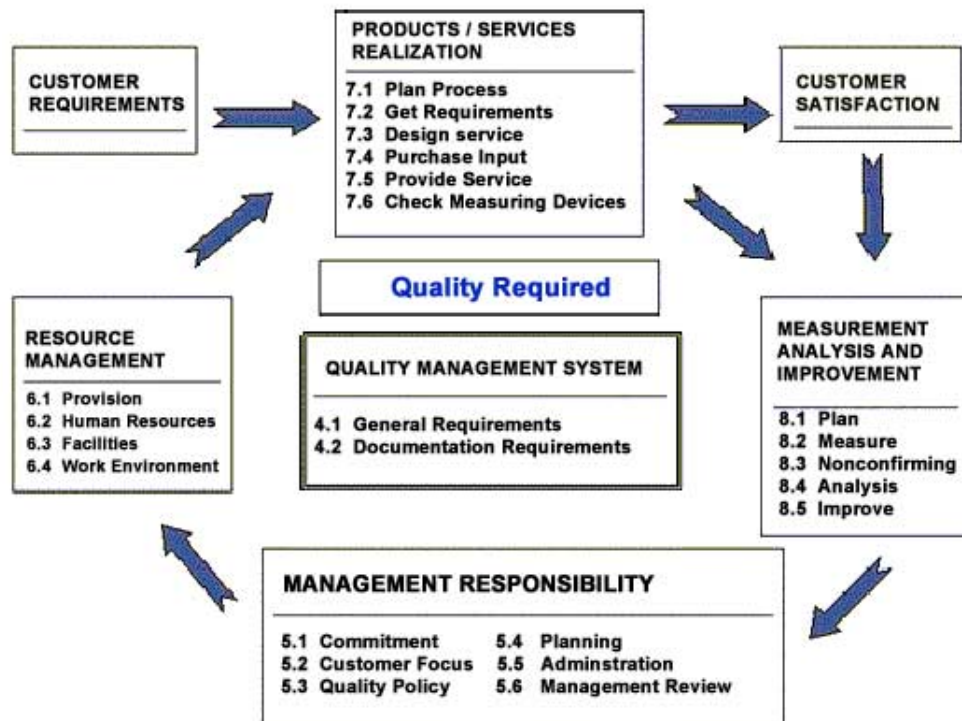 CUSTOMER
REQUIREMENTS
PRODUCTS / SERVICES
REALIZATION
7.1 Plan Process
7.2 Get Requirements
7.3 Design service
7.4 Purchase Input
7.5 Provide Service
7.6 Check Measuring Devices
CUSTOMER
SATISFACTION
Quality Required
RESOURCE
MANAGEMENT
6.1 Provision
6.2 Human Resources
6.3 Facilities
6.4 Work Environment
QUALITY MANAGEMENT SYSTEM
4.1 General Requirements
4.2 Documentation Requirements
MEASUREMENT
ANALYSIS AND
IMPROVEMENT
8.1 Plan
8.2 Measure
8.3 Nonconfirming
8.4 Analysis
8.5 Improve
MANAGEMENT RESPONSIBILITY
5.1 Commitment
5.2 Customer Focus
5.3 Quality Policy
5.4 Planning
5.5 Adminstration
5.6 Management Review